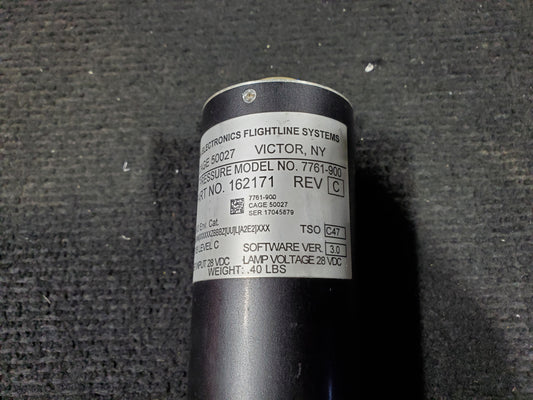 ELECTRONICS FLIGHTLINE SYSTEMS
CAGE 50027 VICTOR, NY
PRESSURE MODEL NO. 7761-900
PART NO. 162171 REV C
7761-900
CAGE 50027
SER 17045879
Env. Cat.
TSO C47
LEVEL C SOFTWARE VER. 3.0
INPUT 28 VDC LAMP VOLTAGE 28 VDC
WEIGHT: .40 LBS